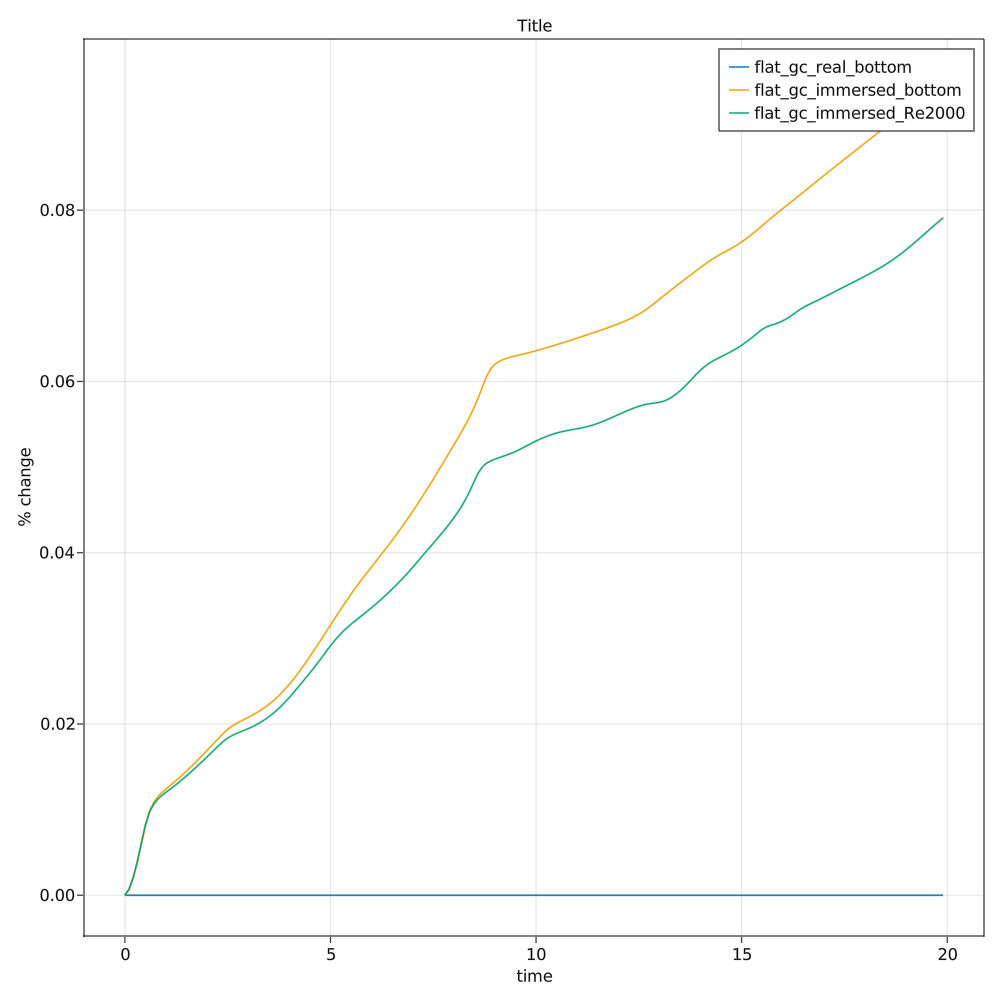 Title
flat_gc_real_bottom
flat_gc_immersed_bottom
flat_gc_immersed_Re2000
0.08
0.06
0.04
0.02
0.00
% change
0 5 10 15 20
time